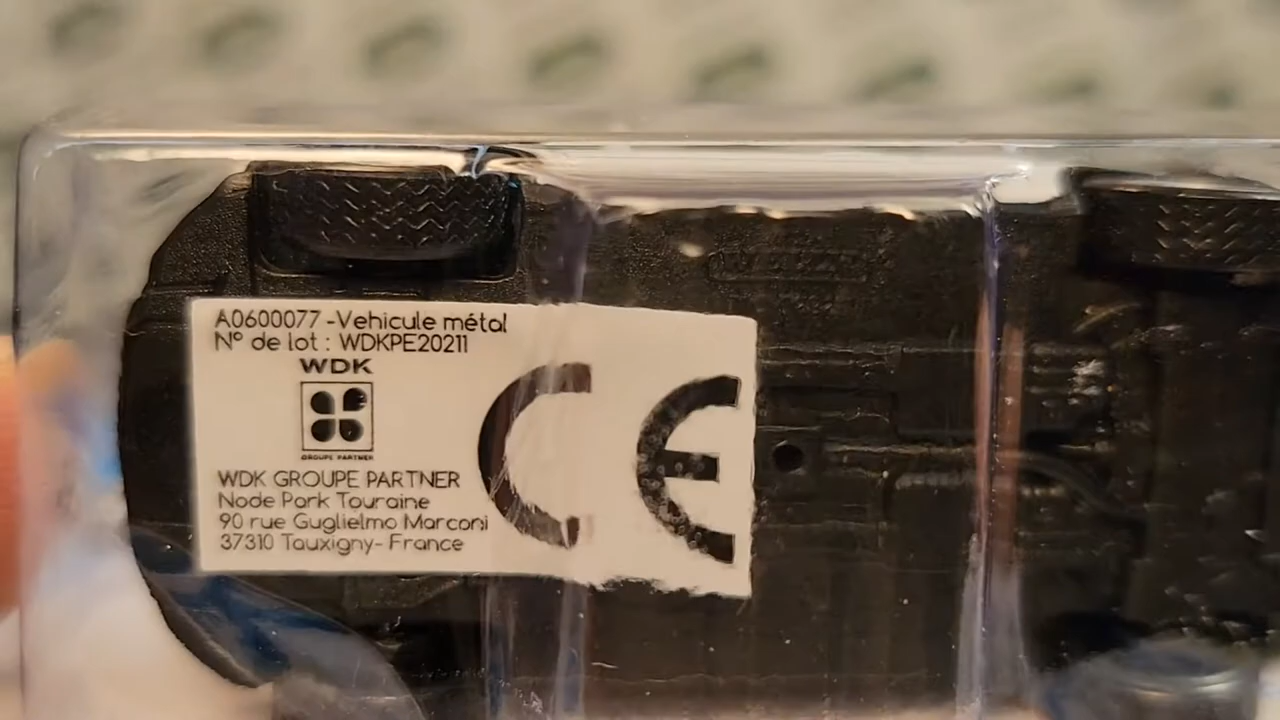 A0600077 -Vehicule métal
N° de lot : WDKPE20211
WDK
GROUPE PARTNER
WDK GROUPE PARTNER
Node Park Touraine
90 rue Guglielmo Marconi
37310 Tauxigny- France
CE